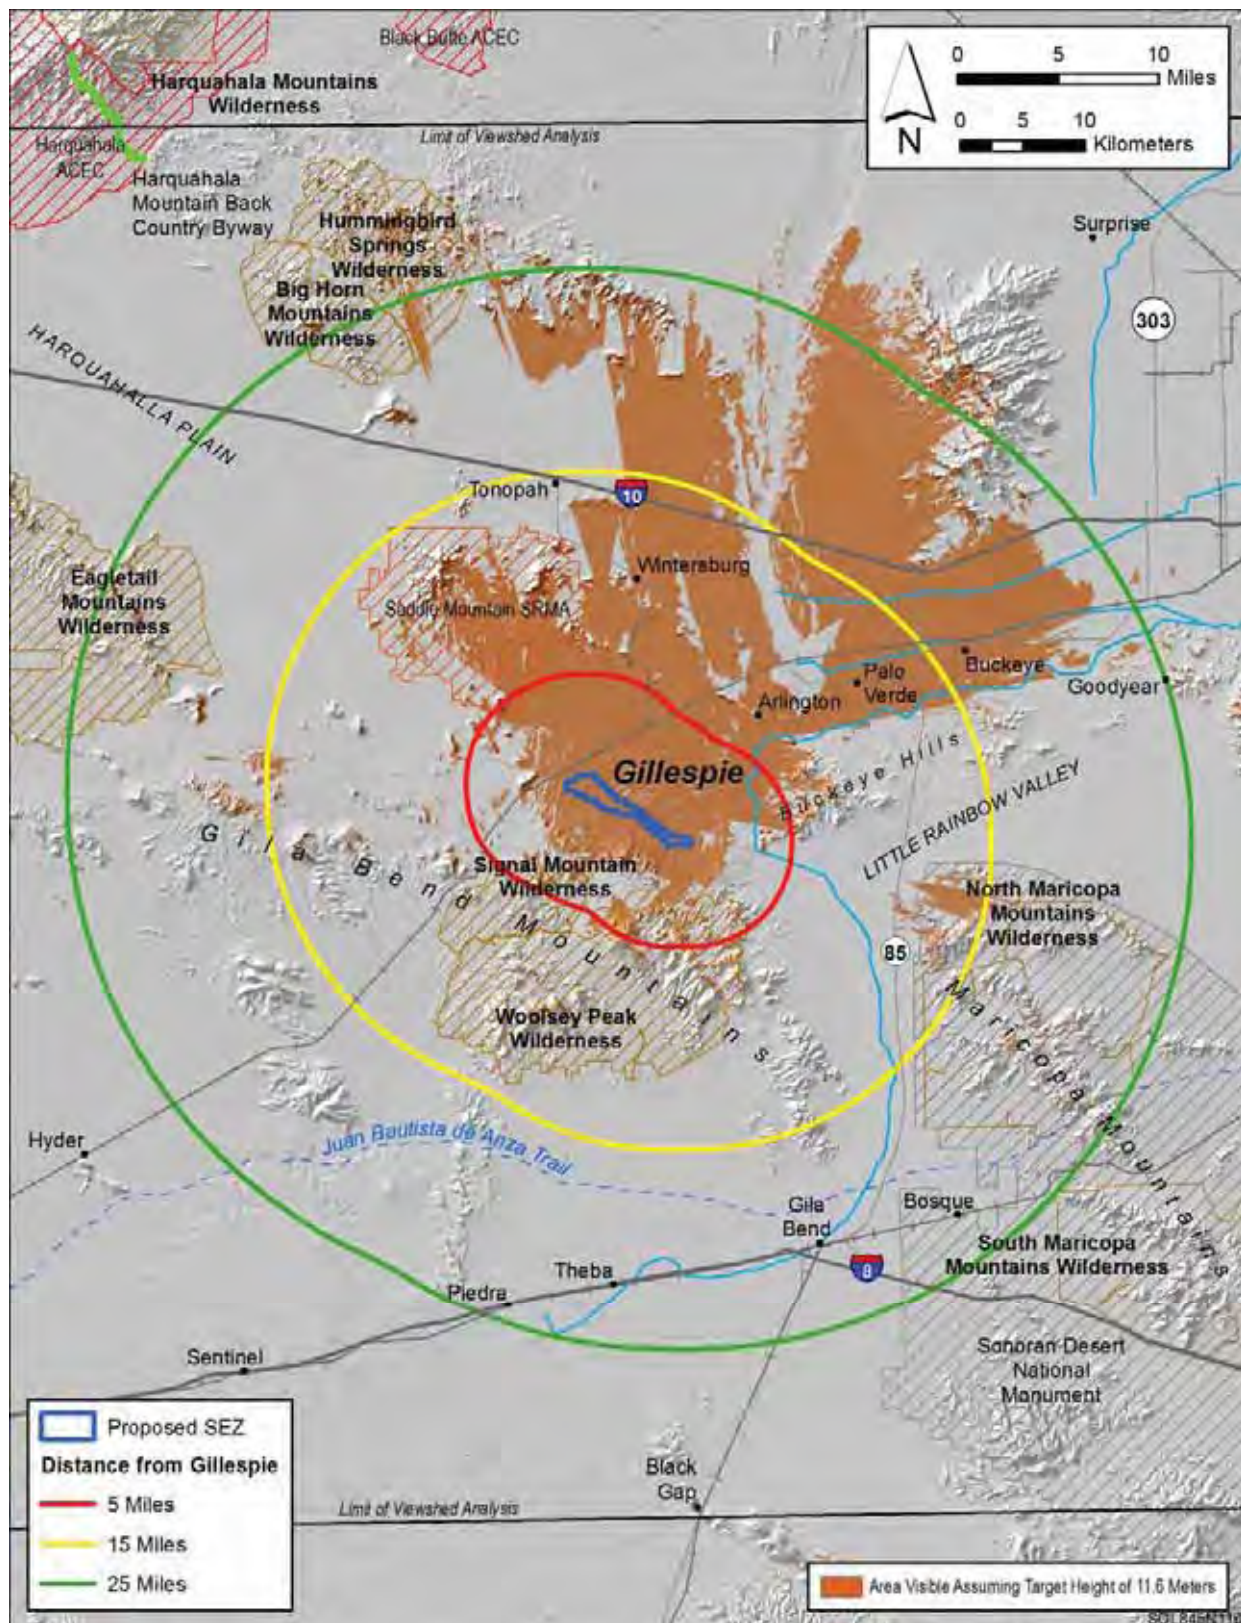 Black Butte ACEC
0 5 10
Miles
0 5 10
Kilometers
N
Harquahala Mountains
Wilderness
Limit of Viewshed Analysis
Harquahala
ACEC
Harquahala
Mountain Back
Country Byway
Hummingbird
Springs
Wilderness
Big Horn
Mountains
Wilderness
Surprise
303
HARQUAHALLA PLAIN
Tonopah
10
Wintersburg
Eagletail
Mountains
Wilderness
Saddle Mountain SRMA
Buckeye
Palo
Verde
Goodyear
Arlington
Gillespie
Buckeye Hills
LITTLE RAINBOW VALLEY
Gila Bend Mountains
Signal Mountain
Wilderness
North Maricopa
Mountains
Wilderness
85
Maricopa Mountains
Woolsey Peak
Wilderness
Hyder
Juan Bautista de Anza Trail
Gila
Bend
Bosque
South Maricopa
Mountains Wilderness
8
Theba
Piedra
Sentinel
Sonoran Desert
National
Monument
Proposed SEZ
Distance from Gillespie
5 Miles
15 Miles
25 Miles
Black
Gap
Limit of Viewshed Analysis
Area Visible Assuming Target Height of 11.6 Meters